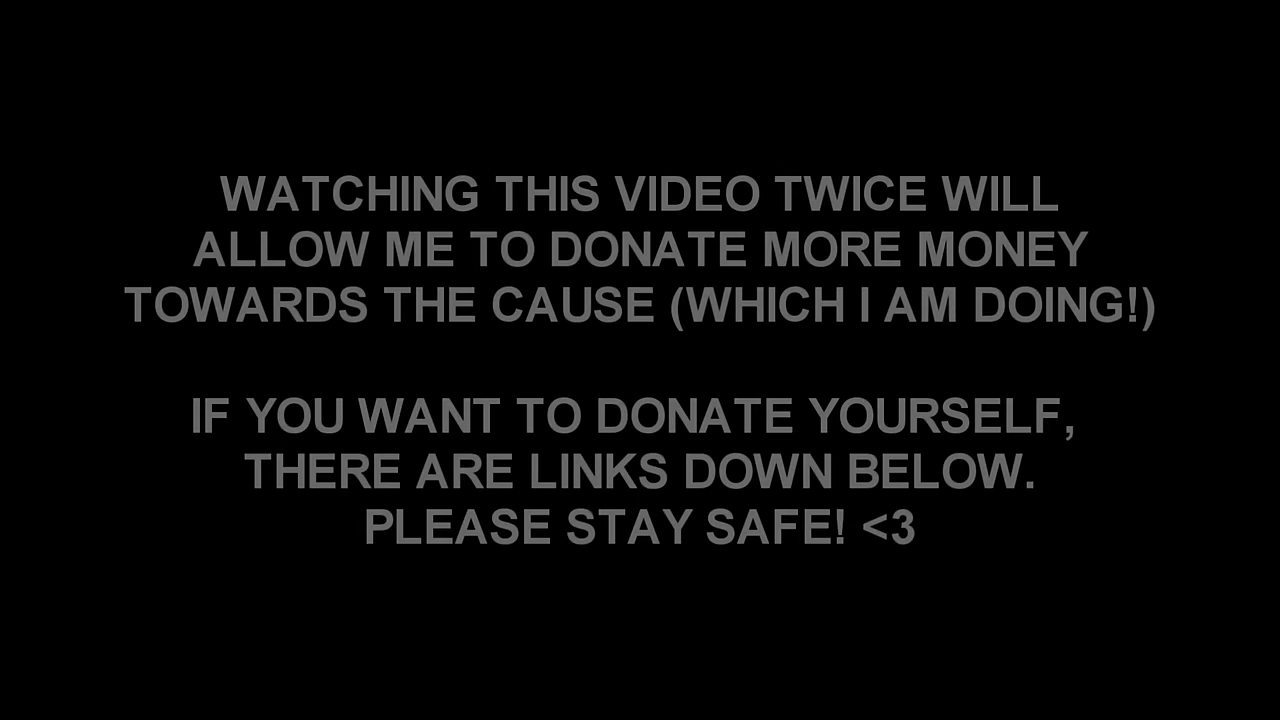 WATCHING THIS VIDEO TWICE WILL
ALLOW ME TO DONATE MORE MONEY
TOWARDS THE CAUSE (WHICH I AM DOING!)
IF YOU WANT TO DONATE YOURSELF,
THERE ARE LINKS DOWN BELOW.
PLEASE STAY SAFE! <3